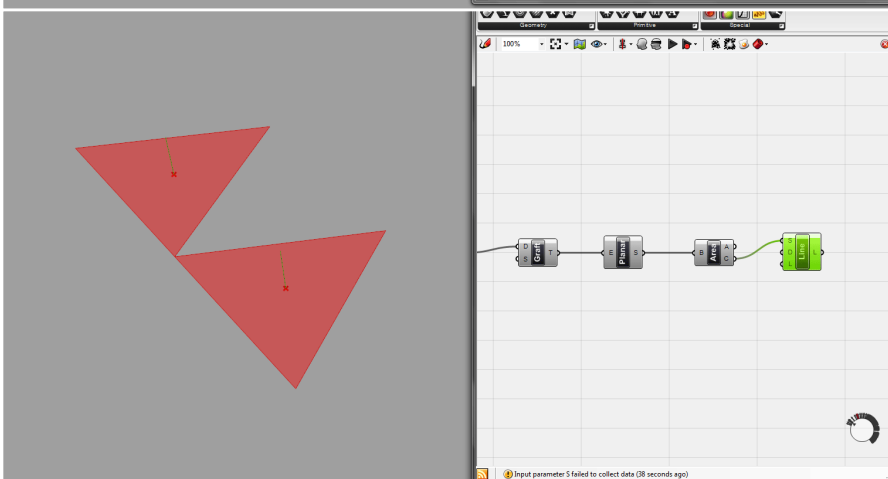 Geometry
Primitive
Special
100%
D
S
Graft
T
E
Planar
S
B
Area
A
C
S
D
L
Line
L
Input parameter S failed to collect data (38 seconds ago)